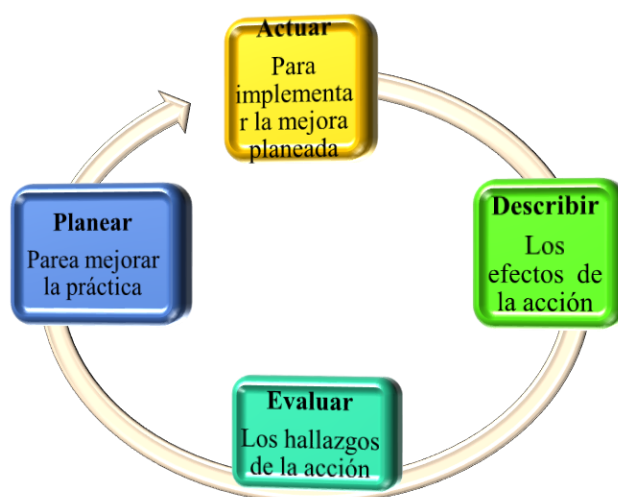 Actuar
Para
implementa
r la mejora
planeada
Describir
Los
efectos de
la acción
Evaluar
Los hallazgos
de la acción
Planear
Parea mejorar
la práctica